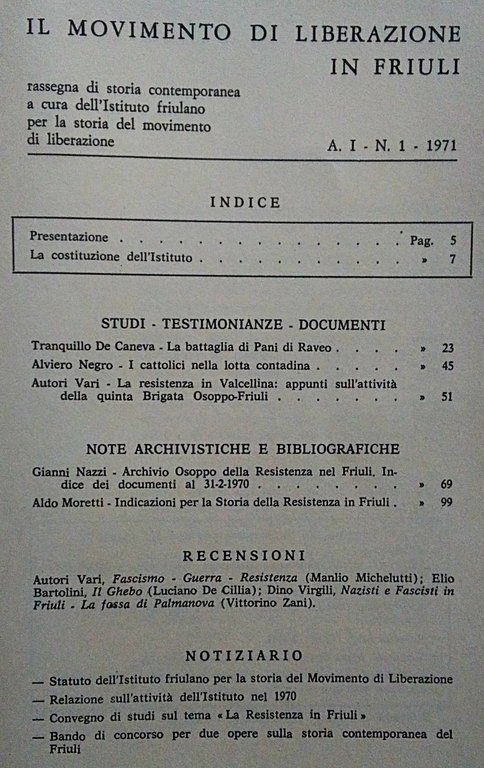 IL MOVIMENTO DI LIBERAZIONE
IN FRIULI
rassegna di storia contemporanea
a cura dell'Istituto friulano
per la storia del movimento
di liberazione
A. I - N. 1 - 1971
INDICE
Presentazione . . . . . . . . . . . . . . . Pag. 5
La costituzione dell'Istituto . . . . . . . . . . . » 7
STUDI - TESTIMONIANZE - DOCUMENTI
Tranquillo De Caneva - La battaglia di Pani di Raveo . . . . » 23
Alviero Negro - I cattolici nella lotta contadina . . . . . » 45
Autori Vari - La resistenza in Valcellina: appunti sull'attività
della quinta Brigata Osoppo-Friuli . . . . . . . » 51
NOTE ARCHIVISTICHE E BIBLIOGRAFICHE
Gianni Nazzi - Archivio Osoppo della Resistenza nel Friuli. In-
dice dei documenti al 31-2-1970 . . . . . . . . » 69
Aldo Moretti - Indicazioni per la Storia della Resistenza in Friuli . » 99
RECENSIONI
Autori Vari, Fascismo - Guerra - Resistenza (Manlio Michelutti); Elio
Bartolini, Il Ghebo (Luciano De Cillia); Dino Virgili, Nazisti e Fascisti in
Friuli - La fossa di Palmanova (Vittorino Zani).
NOTIZIARIO
— Statuto dell'Istituto friulano per la storia del Movimento di Liberazione
— Relazione sull'attività dell'Istituto nel 1970
— Convegno di studi sul tema «La Resistenza in Friuli»
— Bando di concorso per due opere sulla storia contemporanea del
Friuli